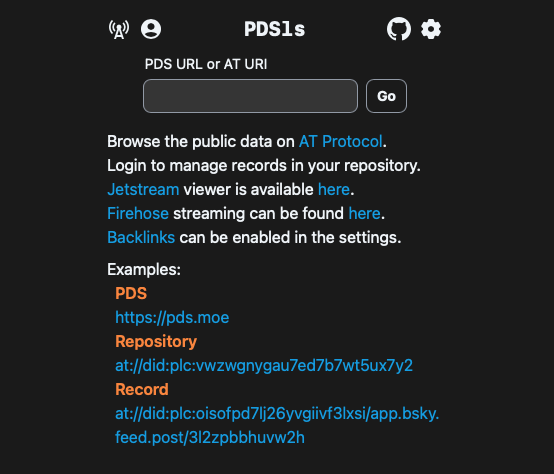 PDSls
PDS URL or AT URI
Go
Browse the public data on AT Protocol.
Login to manage records in your repository.
Jetstream viewer is available here.
Firehose streaming can be found here.
Backlinks can be enabled in the settings.
Examples:
PDS
https://pds.moe
Repository
at://did:plc:vwzwgnygau7ed7b7wt5ux7y2
Record
at://did:plc:oisofpd7lj26yvgiivf3lxsi/app.bsky.
feed.post/3l2zpbbhuvw2h